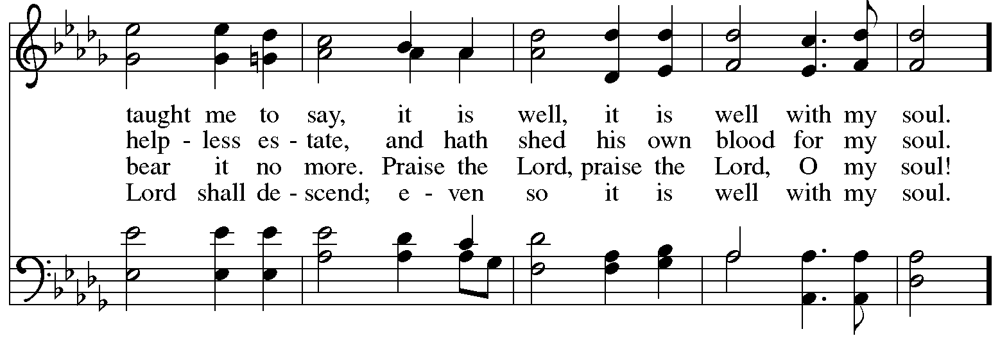 taught me to say, it is well, it is well with my soul.
help - less es - tate, and hath shed his own blood for my soul.
bear it no more. Praise the Lord, praise the Lord, O my soul!
Lord shall de - scend; e - ven so it is well with my soul.